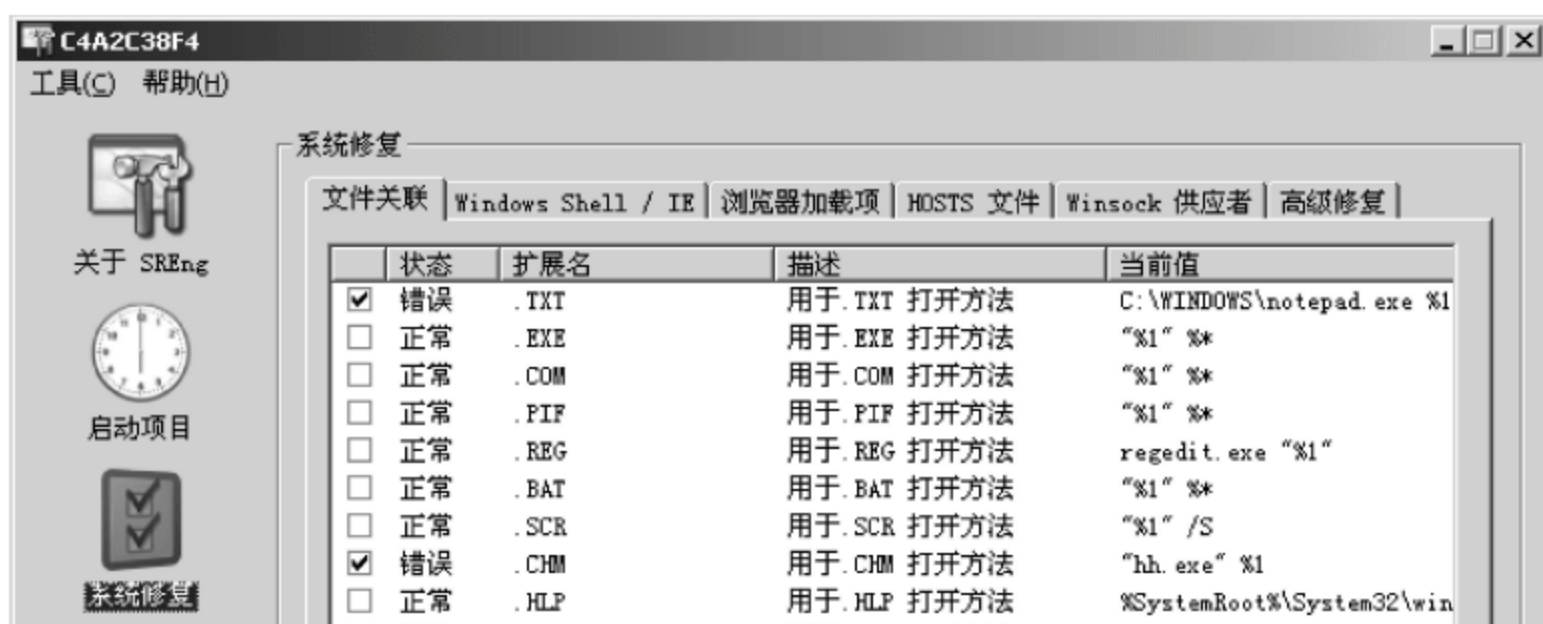 C4A2C38F4
工具(C) 帮助(H)
系统修复
文件关联 Windows Shell / IE 浏览器加载项 HOSTS 文件 Winsock 供应者 高级修复
关于 SREng
启动项目
系统修复
状态 扩展名 描述 当前值
错误 .TXT 用于.TXT 打开方法 C:\WINDOWS\notepad.exe %1
正常 .EXE 用于.EXE 打开方法 "%1" %*
正常 .COM 用于.COM 打开方法 "%1" %*
正常 .PIF 用于.PIF 打开方法 "%1" %*
正常 .REG 用于.REG 打开方法 regedit.exe "%1"
正常 .BAT 用于.BAT 打开方法 "%1" %*
正常 .SCR 用于.SCR 打开方法 "%1" /S
错误 .CHM 用于.CHM 打开方法 "hh.exe" %1
正常 .HLP 用于.HLP 打开方法 %SystemRoot%\System32\win